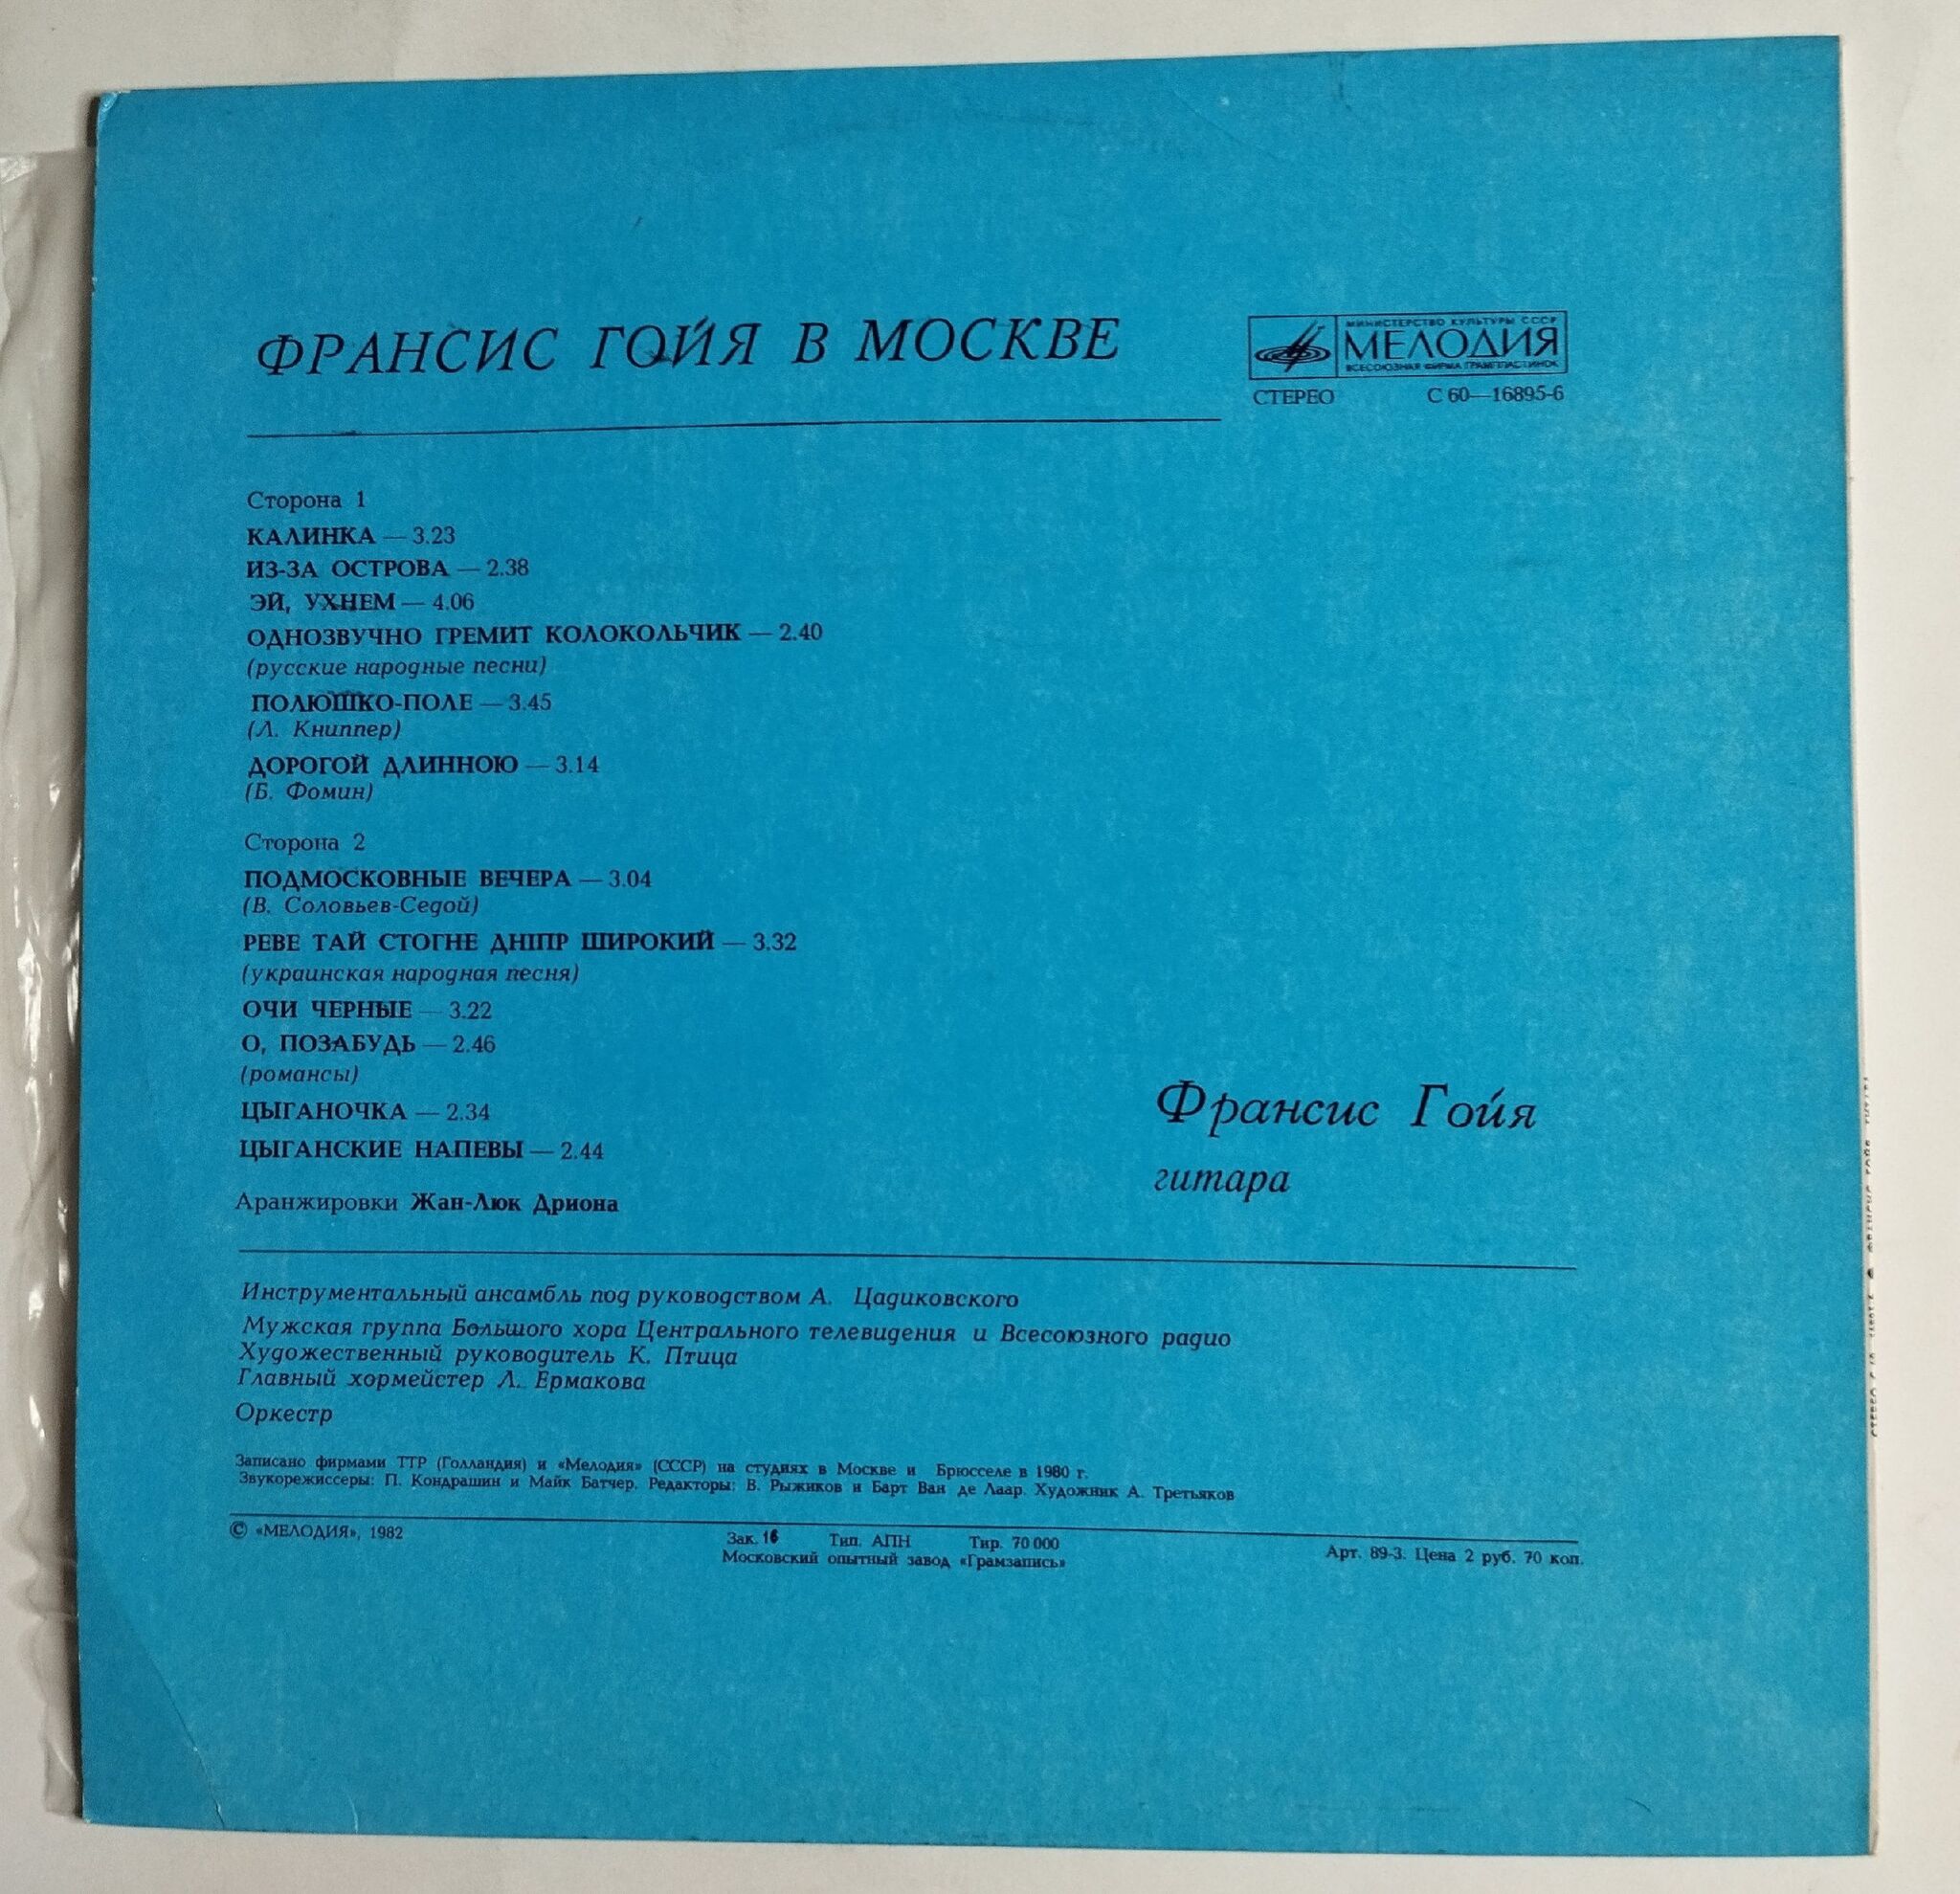 ФРАНСИС ГОЙЯ В МОСКВЕ
МИНИСТЕРСТВО КУЛЬТУРЫ СССР
МЕЛОДИЯ
ВСЕСОЮЗНАЯ ФИРМА ГРАМПЛАСТИНОК
СТЕРЕО С 60—16895-6
Сторона 1
КАЛИНКА — 3.23
ИЗ-ЗА ОСТРОВА — 2.38
ЭЙ, УХНЕМ — 4.06
ОДНОЗВУЧНО ГРЕМИТ КОЛОКОЛЬЧИК — 2.40
(русские народные песни)
ПОЛЮШКО-ПОЛЕ — 3.45
(Л. Книппер)
ДОРОГОЙ ДЛИННОЮ — 3.14
(Б. Фомин)
Сторона 2
ПОДМОСКОВНЫЕ ВЕЧЕРА — 3.04
(В. Соловьев-Седой)
РЕВЕ ТАЙ СТОГНЕ ДНІПР ШИРОКИЙ — 3.32
(украинская народная песня)
ОЧИ ЧЕРНЫЕ — 3.22
О, ПОЗАБУДЬ — 2.46
(романсы)
ЦЫГАНОЧКА — 2.34
ЦЫГАНСКИЕ НАПЕВЫ — 2.44
Аранжировки Жан-Люк Дриона
Франсис Гойя
гитара
Инструментальный ансамбль под руководством А. Цадиковского
Мужская группа Большого хора Центрального телевидения и Всесоюзного радио
Художественный руководитель К. Птица
Главный хормейстер Л. Ермакова
Оркестр
Записано фирмами ТТР (Голландия) и «Мелодия» (СССР) на студиях в Москве и Брюсселе в 1980 г.
Звукорежиссеры: П. Кондрашин и Майк Батчер. Редакторы: В. Рыжиков и Барт Ван де Лаар. Художник А. Третьяков
© «МЕЛОДИЯ», 1982
Зак. 16 Тип. АПН Тир. 70 000
Московский опытный завод «Грамзапись»
Арт. 89-3. Цена 2 руб. 70 коп.